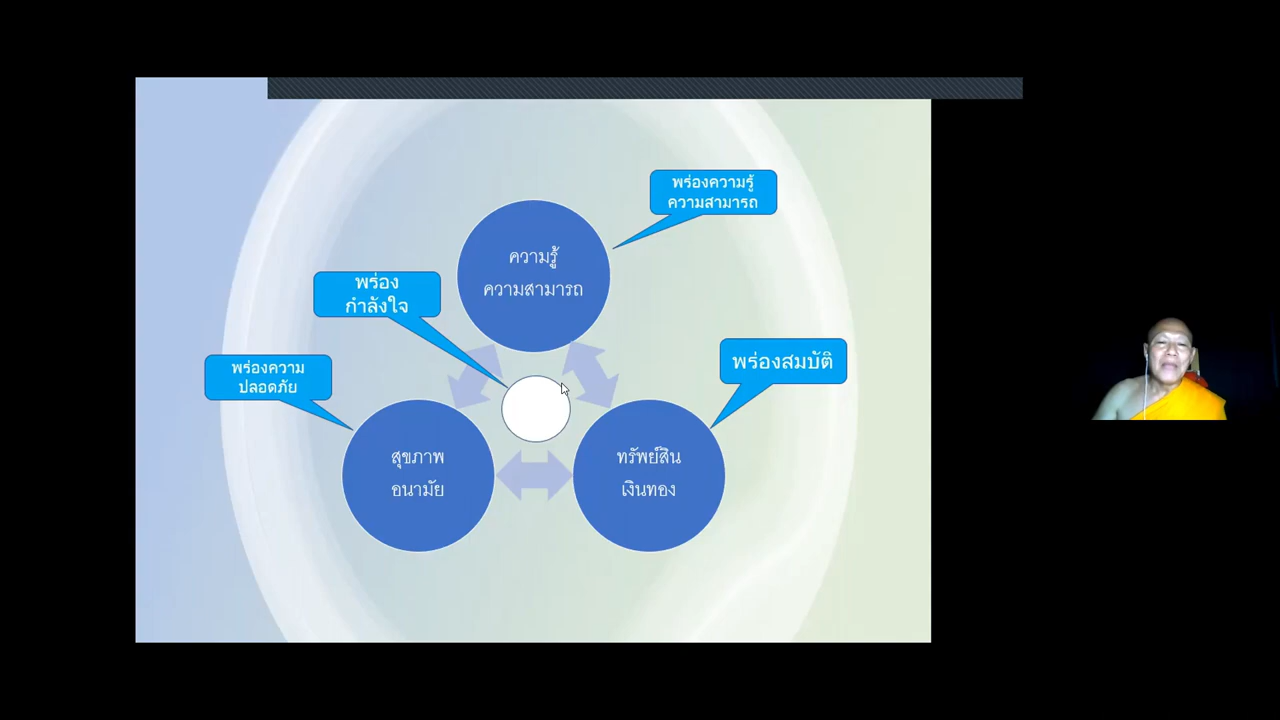 พร่องความรู้
ความสามารถ
ความรู้
ความสามารถ
พร่อง
กำลังใจ
พร่องความ
ปลอดภัย
พร่องสมบัติ
สุขภาพ
อนามัย
ทรัพย์สิน
เงินทอง